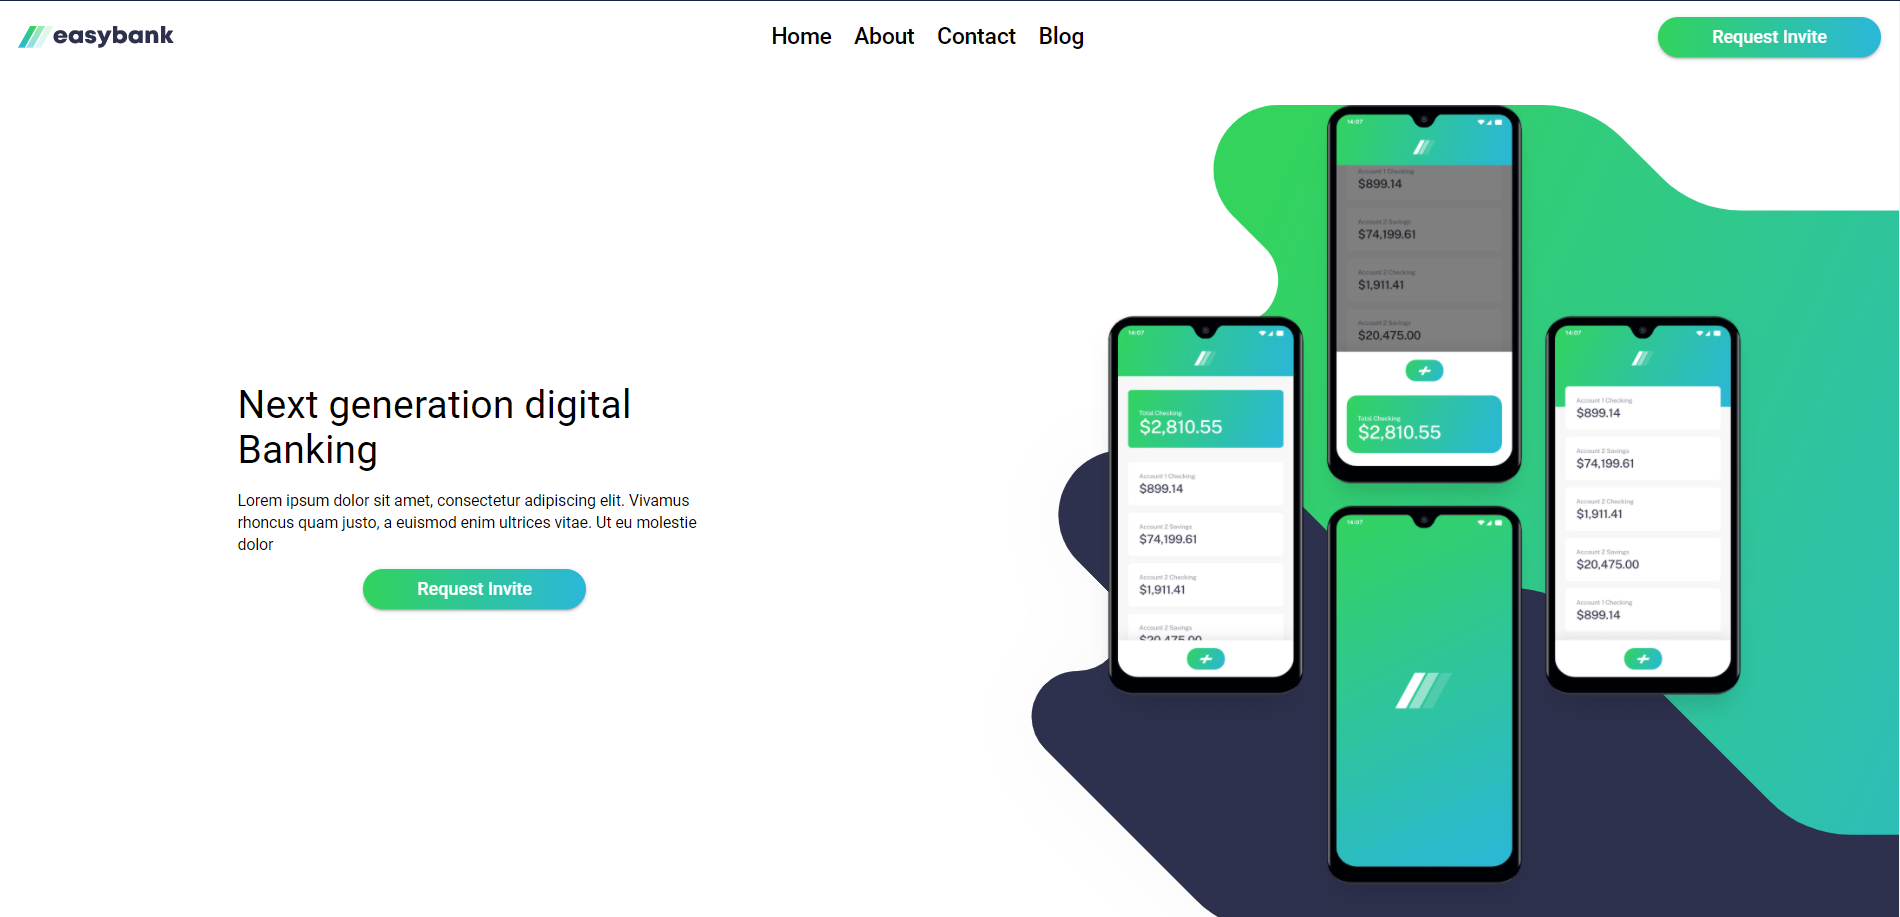 easybank
Home About Contact Blog
Request Invite
Next generation digital
Banking
Lorem ipsum dolor sit amet, consectetur adipiscing elit. Vivamus
rhoncus quam justo, a euismod enim ultrices vitae. Ut eu molestie
dolor
Request Invite
14:07
Account 1 Checking
$899.14
Account 2 Savings
$74,199.61
Account 2 Checking
$1,911.41
Account 2 Savings
$20,475.00
Total Checking
$2,810.55
14:07
Total Checking
$2,810.55
Account 1 Checking
$899.14
Account 2 Savings
$74,199.61
Account 2 Checking
$1,911.41
Account 2 Savings
$20,475.00
14:07
Account 1 Checking
$899.14
Account 2 Savings
$74,199.61
Account 2 Checking
$1,911.41
Account 2 Savings
$20,475.00
Account 1 Checking
$899.14
14:07